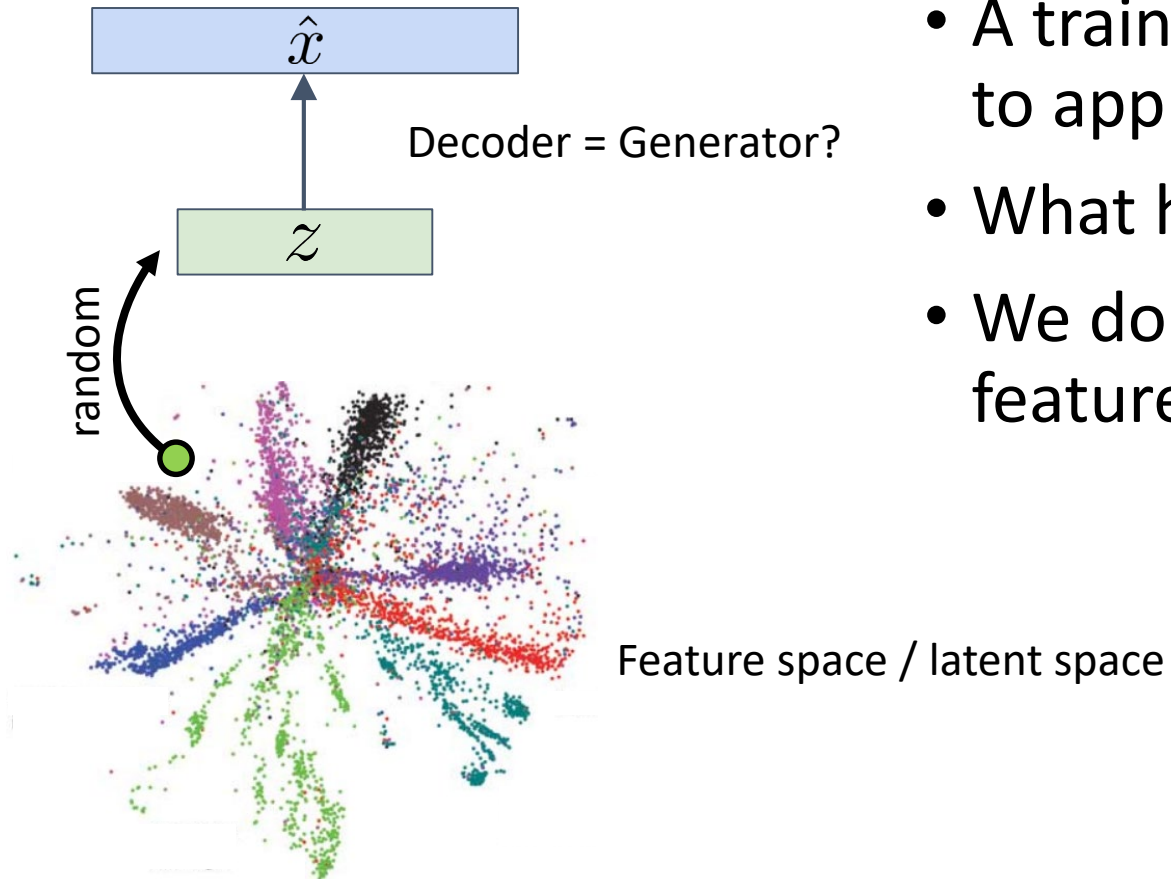 x̂
Decoder = Generator?
z
random
Feature space / latent space
• A train
to app
• What h
• We do
feature